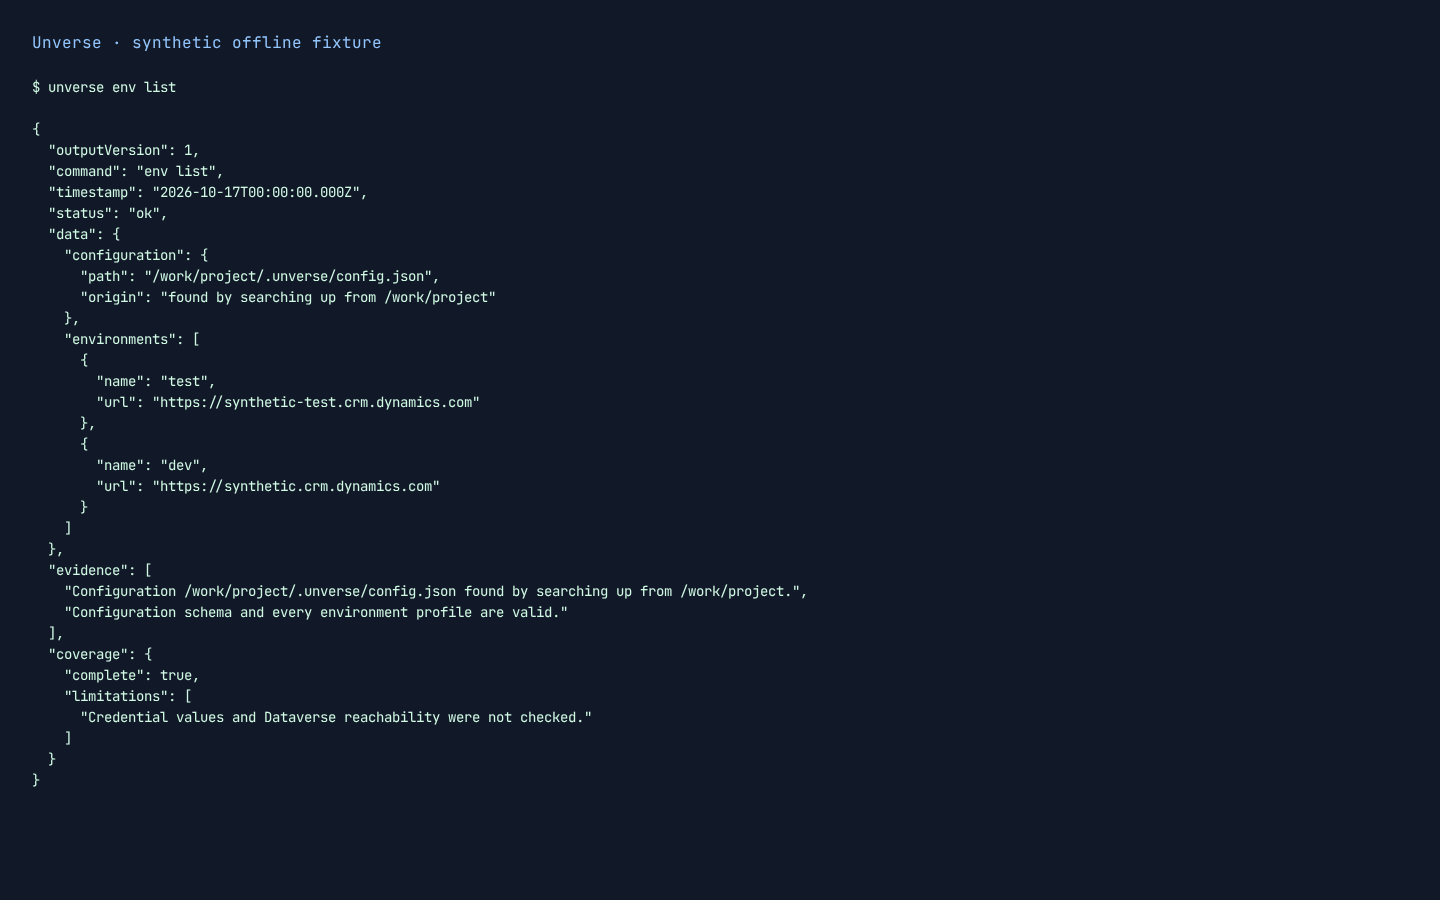 Unverse · synthetic offline fixture
$ unverse env list
{
  "outputVersion": 1,
  "command": "env list",
  "timestamp": "2026-10-17T00:00:00.000Z",
  "status": "ok",
  "data": {
    "configuration": {
      "path": "/work/project/.unverse/config.json",
      "origin": "found by searching up from /work/project"
    },
    "environments": [
      {
        "name": "test",
        "url": "https://synthetic-test.crm.dynamics.com"
      },
      {
        "name": "dev",
        "url": "https://synthetic.crm.dynamics.com"
      }
    ]
  },
  "evidence": [
    "Configuration /work/project/.unverse/config.json found by searching up from /work/project.",
    "Configuration schema and every environment profile are valid."
  ],
  "coverage": {
    "complete": true,
    "limitations": [
      "Credential values and Dataverse reachability were not checked."
    ]
  }
}